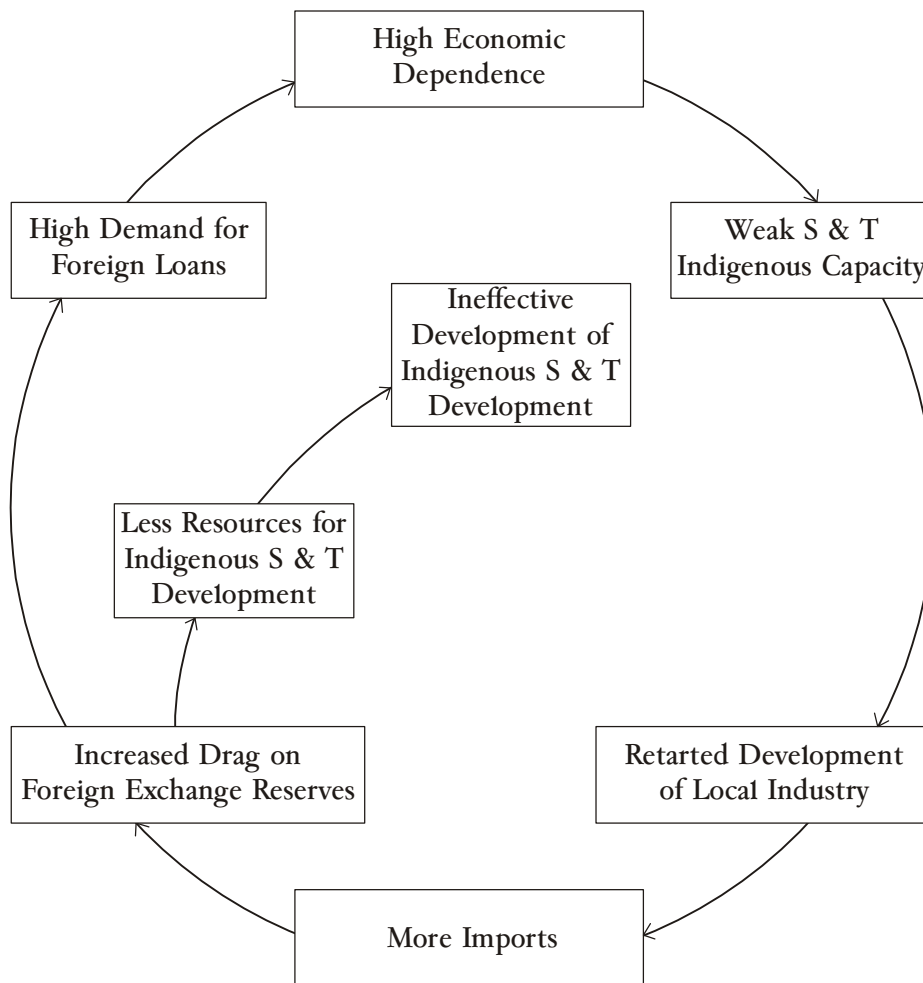 High Economic
Dependence
High Demand for
Foreign Loans
Weak S & T
Indigenous Capacity
Ineffective
Development of
Indigenous S & T
Development
Less Resources for
Indigenous S & T
Development
Increased Drag on
Foreign Exchange Reserves
Retarted Development
of Local Industry
More Imports